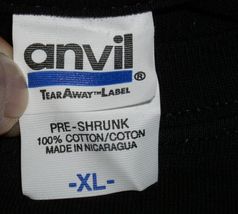 anvil
®
TEARAWAY™LABEL
PRE-SHRUNK
100% COTTON/COTON
MADE IN NICARAGUA
-XL-